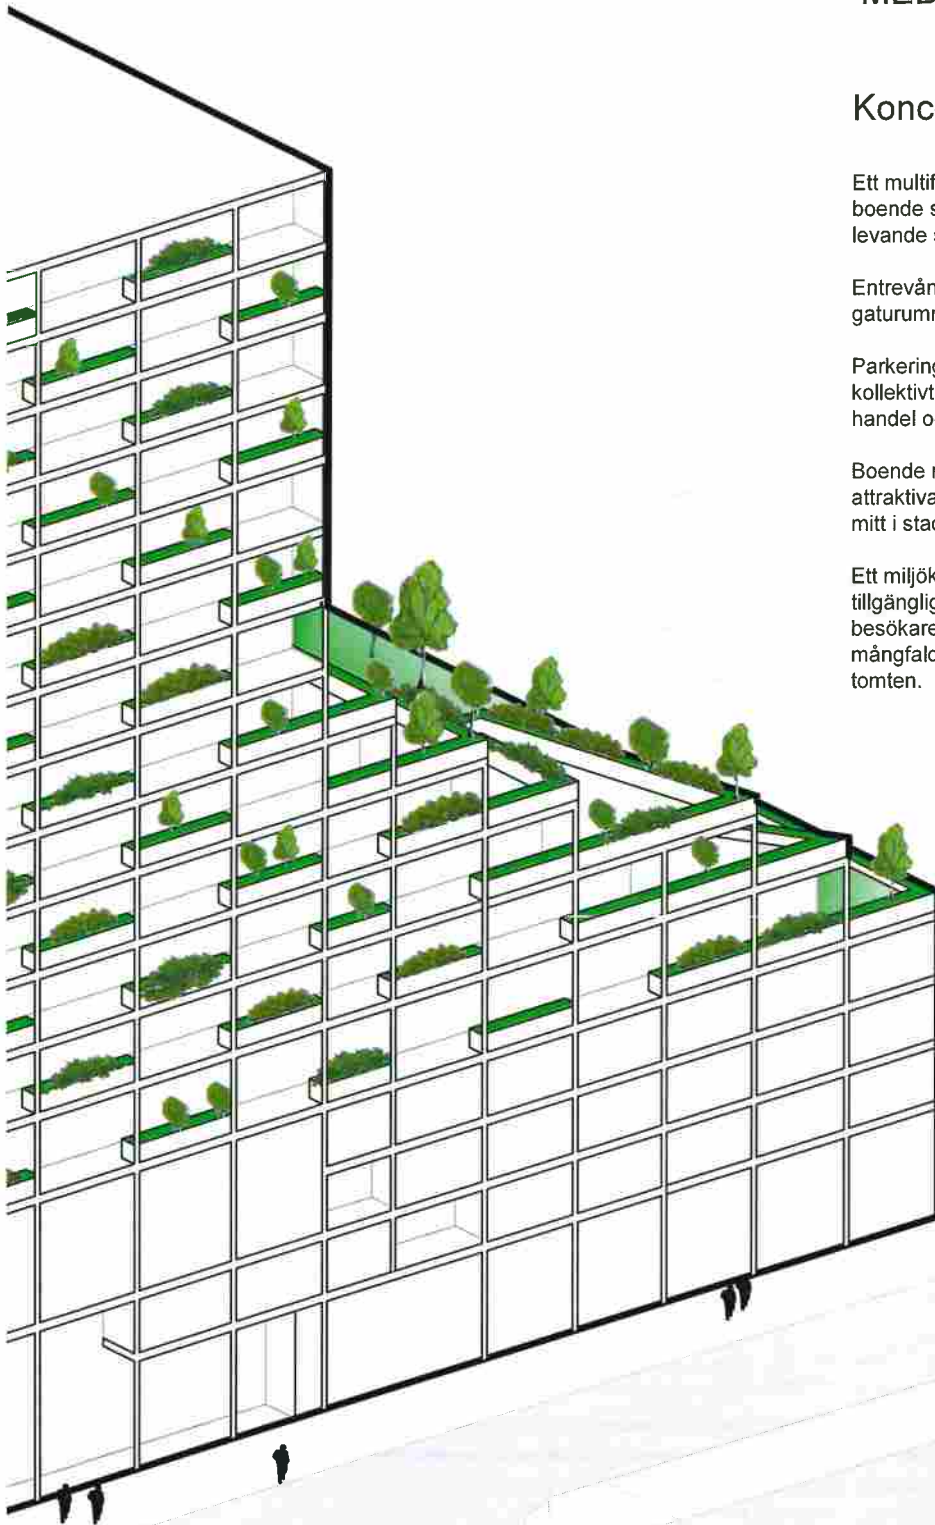 Konc
Ett multif
boende s
levande
Entrevån
gaturumr
Parkering
kollektivt
handel o
Boende
attraktiva
mitt i stad
Ett miljök
tillgänglig
besökare
mångfald
tomten.